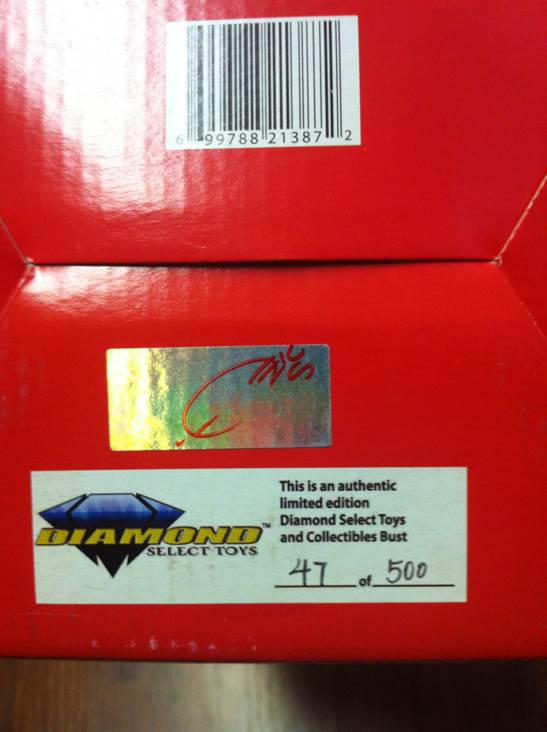 6 99788 21387 2
This is an authentic
limited edition
Diamond Select Toys
and Collectibles Bust
47 of 500
DIAMOND™
SELECT TOYS